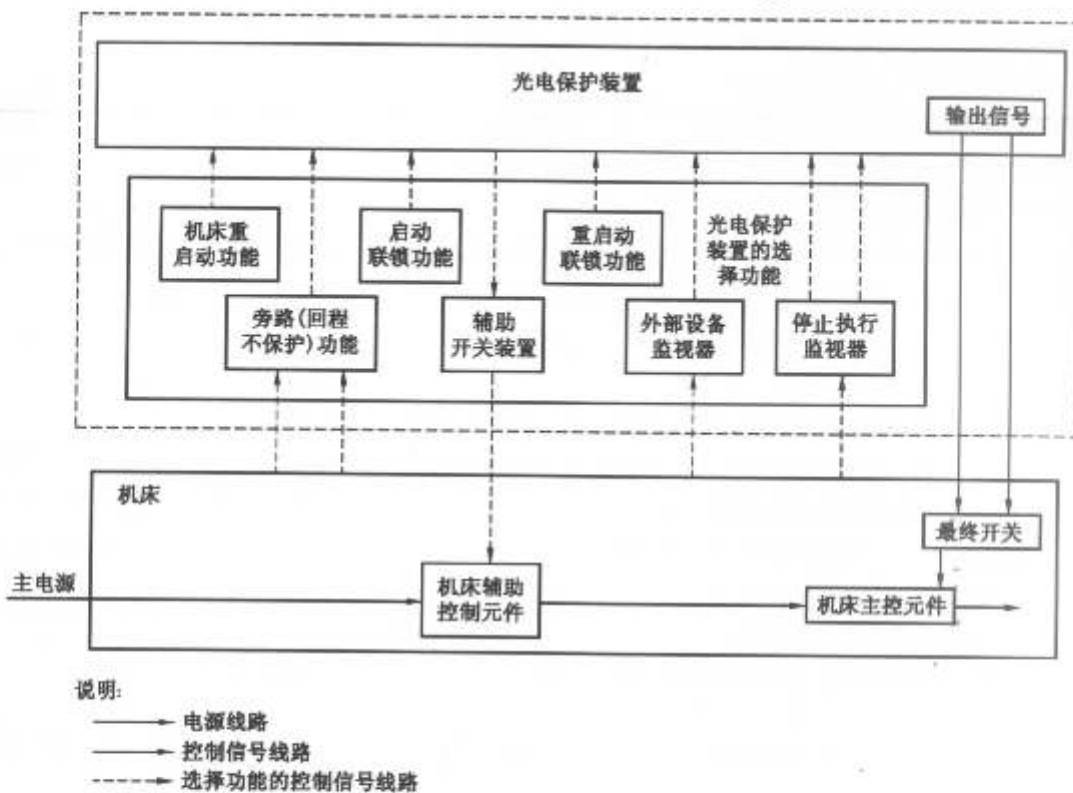 光电保护装置
输出信号
机床重
启动功能
启动
联锁功能
重启动
联锁功能
光电保护
装置的选
择功能
旁路(回程
不保护)功能
辅助
开关装置
外部设备
监视器
停止执行
监视器
机床
最终开关
主电源
机床辅助
控制元件
机床主控元件
说明:
电源线路
控制信号线路
选择功能的控制信号线路